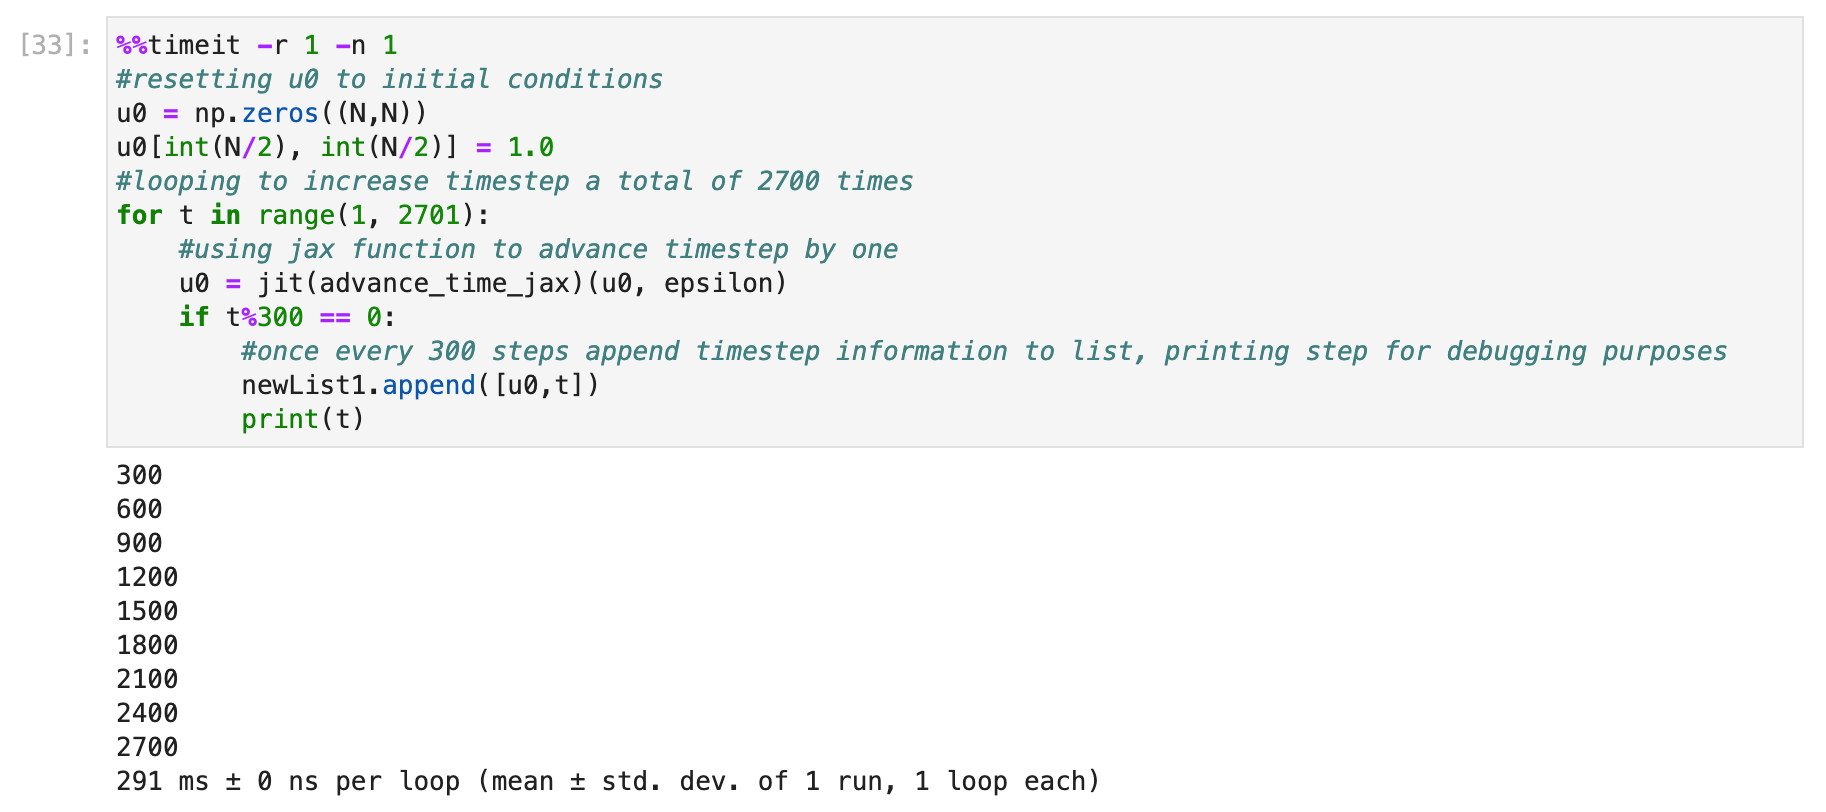 [33]:
%%timeit -r 1 -n 1
#resetting u0 to initial conditions
u0 = np.zeros((N,N))
u0[int(N/2), int(N/2)] = 1.0
#looping to increase timestep a total of 2700 times
for t in range(1, 2701):
    #using jax function to advance timestep by one
    u0 = jit(advance_time_jax)(u0, epsilon)
    if t%300 == 0:
        #once every 300 steps append timestep information to list, printing step for debugging purposes
        newList1.append([u0,t])
        print(t)
300
600
900
1200
1500
1800
2100
2400
2700
291 ms ± 0 ns per loop (mean ± std. dev. of 1 run, 1 loop each)